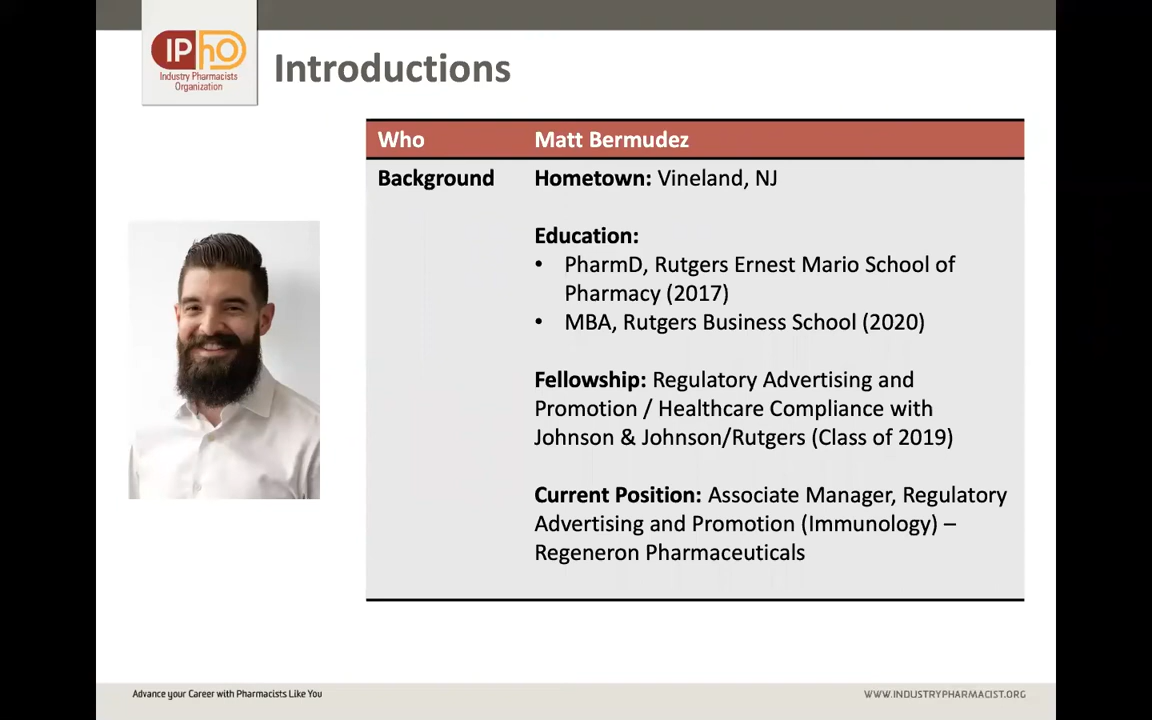 IPhO
Industry Pharmacists
Organization
Introductions
Who Matt Bermudez
Background Hometown: Vineland, NJ
Education:
• PharmD, Rutgers Ernest Mario School of
Pharmacy (2017)
• MBA, Rutgers Business School (2020)
Fellowship: Regulatory Advertising and
Promotion / Healthcare Compliance with
Johnson & Johnson/Rutgers (Class of 2019)
Current Position: Associate Manager, Regulatory
Advertising and Promotion (Immunology) –
Regeneron Pharmaceuticals
Advance your Career with Pharmacists Like You
WWW.INDUSTRYPHARMACIST.ORG